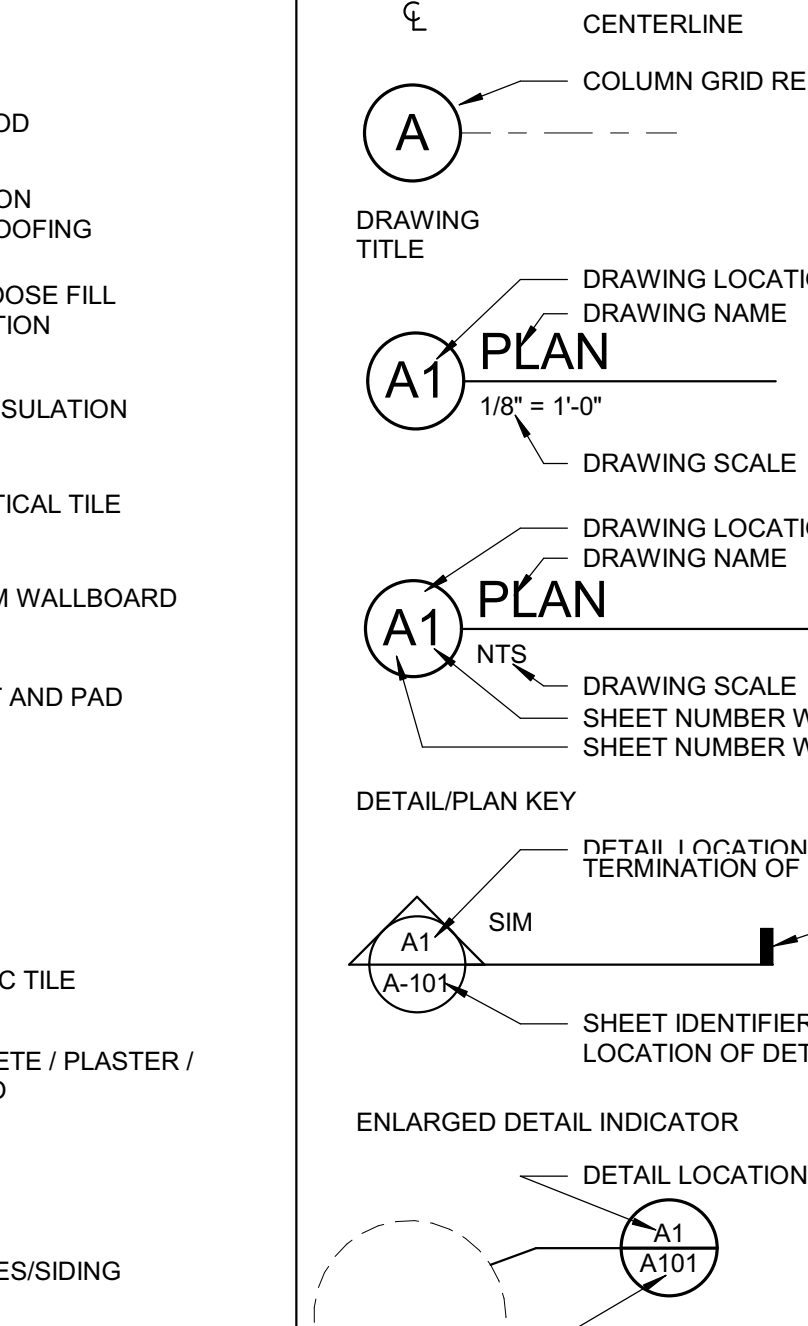 OD
ON
OOFING
OOSE FILL
TION
SULATION
TICAL TILE
M WALLBOARD
T AND PAD
C TILE
ETE / PLASTER /
ES/SIDING
℄
CENTERLINE
COLUMN GRID RE
A
DRAWING
TITLE
DRAWING LOCATI
DRAWING NAME
PLAN
A1
1/8" = 1'-0"
DRAWING SCALE
DRAWING LOCATI
DRAWING NAME
PLAN
A1
NTS
DRAWING SCALE
SHEET NUMBER W
SHEET NUMBER W
DETAIL/PLAN KEY
DETAIL LOCATION
TERMINATION OF
SIM
A1
A-101
SHEET IDENTIFIER
LOCATION OF DET
ENLARGED DETAIL INDICATOR
DETAIL LOCATION
A1
A101